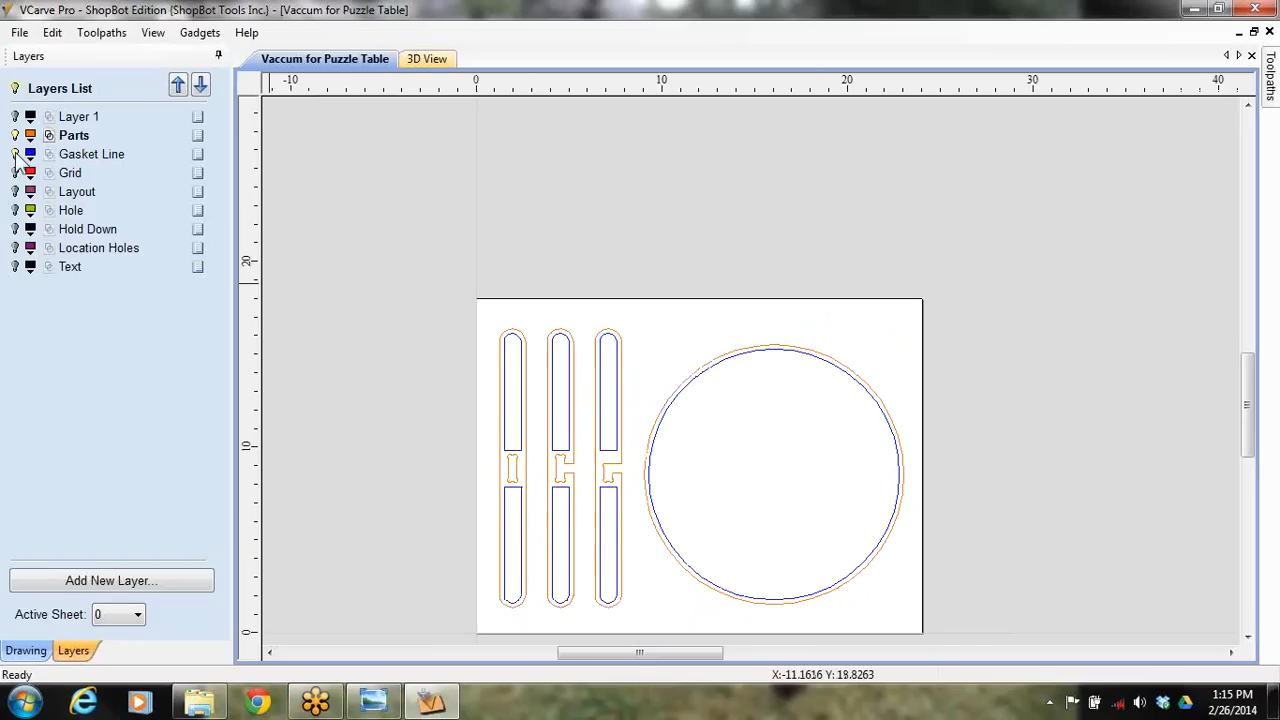 VCarve Pro - ShopBot Edition {ShopBot Tools Inc.} - [Vaccum for Puzzle Table]
File Edit Toolpaths View Gadgets Help
Layers
Vaccum for Puzzle Table 3D View
Toolpaths
Layers List
-10 0 10 20 30 40
Layer 1
Parts
Gasket Line
Grid
Layout
Hole
Hold Down
Location Holes
Text
20
10
0
Add New Layer...
Active Sheet: 0
Drawing Layers
Ready X:-11.1616 Y: 19.8263
1:15 PM
2/26/2014